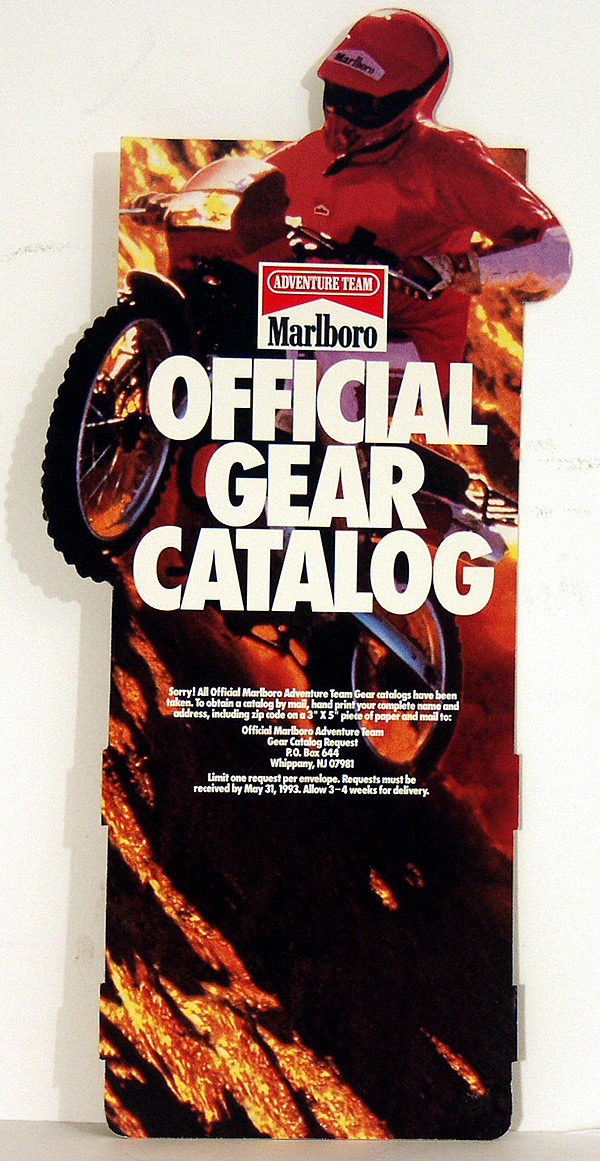 Marlboro
ADVENTURE TEAM
Marlboro
OFFICIAL
GEAR
CATALOG
Sorry! All Official Marlboro Adventure Team Gear catalogs have been
taken. To obtain a catalog by mail, hand print your complete name and
address, including zip code on a 3" X 5" piece of paper and mail to:
Official Marlboro Adventure Team
Gear Catalog Request
P.O. Box 644
Whippany, NJ 07981
Limit one request per envelope. Requests must be
received by May 31, 1993. Allow 3–4 weeks for delivery.